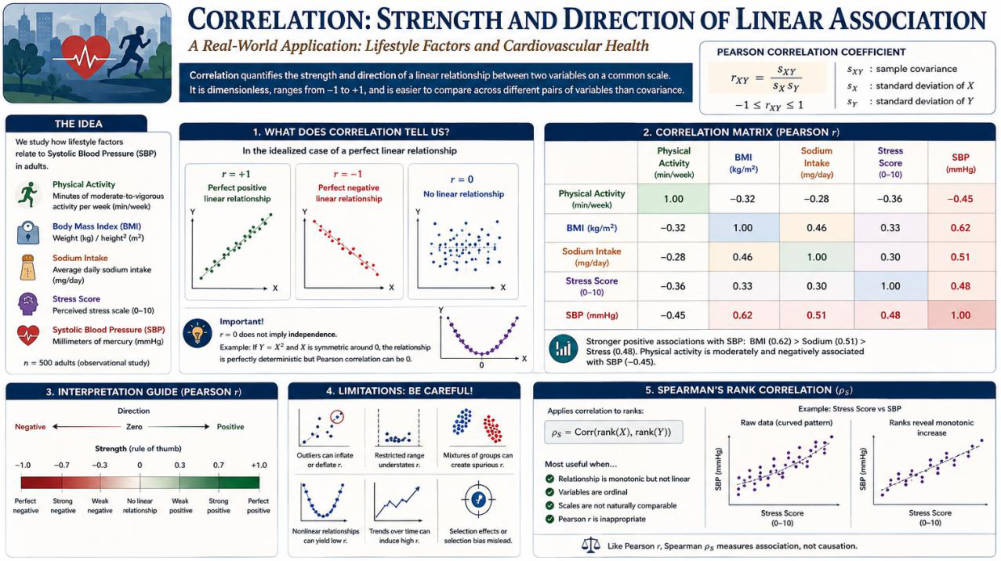 CORRELATION: STRENGTH AND DIRECTION OF LINEAR ASSOCIATION
A Real-World Application: Lifestyle Factors and Cardiovascular Health
Correlation quantifies the strength and direction of a linear relationship between two variables on a common scale.
It is dimensionless, ranges from −1 to +1, and is easier to compare across different pairs of variables than covariance.
PEARSON CORRELATION COEFFICIENT
r_XY = s_XY / (s_X s_Y)
−1 ≤ r_XY ≤ 1
s_XY : sample covariance
s_X : standard deviation of X
s_Y : standard deviation of Y
THE IDEA
We study how lifestyle factors
relate to Systolic Blood Pressure (SBP)
in adults.
Physical Activity
Minutes of moderate-to-vigorous
activity per week (min/week)
Body Mass Index (BMI)
Weight (kg) / height² (m²)
Sodium Intake
Average daily sodium intake
(mg/day)
Stress Score
Perceived stress scale (0–10)
Systolic Blood Pressure (SBP)
Millimeters of mercury (mmHg)
n = 500 adults (observational study)
1. WHAT DOES CORRELATION TELL US?
In the idealized case of a perfect linear relationship
r = +1
Perfect positive
linear relationship
Y
X
r = −1
Perfect negative
linear relationship
Y
X
r = 0
No linear relationship
Y
X
Important!
r = 0 does not imply independence.
Example: If Y = X² and X is symmetric around 0, the relationship
is perfectly deterministic but Pearson correlation can be 0.
Y
X
0
2. CORRELATION MATRIX (PEARSON r)
Physical Activity (min/week) BMI (kg/m²) Sodium Intake (mg/day) Stress Score (0–10) SBP (mmHg)
Physical Activity (min/week) 1.00 −0.32 −0.28 −0.36 −0.45
BMI (kg/m²) −0.32 1.00 0.46 0.33 0.62
Sodium Intake (mg/day) −0.28 0.46 1.00 0.30 0.51
Stress Score (0–10) −0.36 0.33 0.30 1.00 0.48
SBP (mmHg) −0.45 0.62 0.51 0.48 1.00
Stronger positive associations with SBP: BMI (0.62) > Sodium (0.51) >
Stress (0.48). Physical activity is moderately and negatively associated
with SBP (−0.45).
3. INTERPRETATION GUIDE (PEARSON r)
Direction
Negative Zero Positive
Strength (rule of thumb)
−1.0 −0.7 −0.3 0 0.3 0.7 +1.0
Perfect negative Strong negative Weak negative No linear relationship Weak positive Strong positive Perfect positive
4. LIMITATIONS: BE CAREFUL!
Outliers can inflate
or deflate r.
Restricted range
understates r.
Mixtures of groups can
create spurious r.
Nonlinear relationships
can yield low r.
Trends over time can
induce high r.
Selection effects or
selection bias mislead.
5. SPEARMAN'S RANK CORRELATION (ρ_S)
Applies correlation to ranks:
ρ_S = Corr(rank(X), rank(Y))
Most useful when...
Relationship is monotonic but not linear
Variables are ordinal
Scales are not naturally comparable
Pearson r is inappropriate
Example: Stress Score vs SBP
Raw data (curved pattern)
SBP (mmHg)
Stress Score
(0–10)
Ranks reveal monotonic
increase
SBP (mmHg)
Stress Score
(0–10)
Like Pearson r, Spearman ρ_S measures association, not causation.